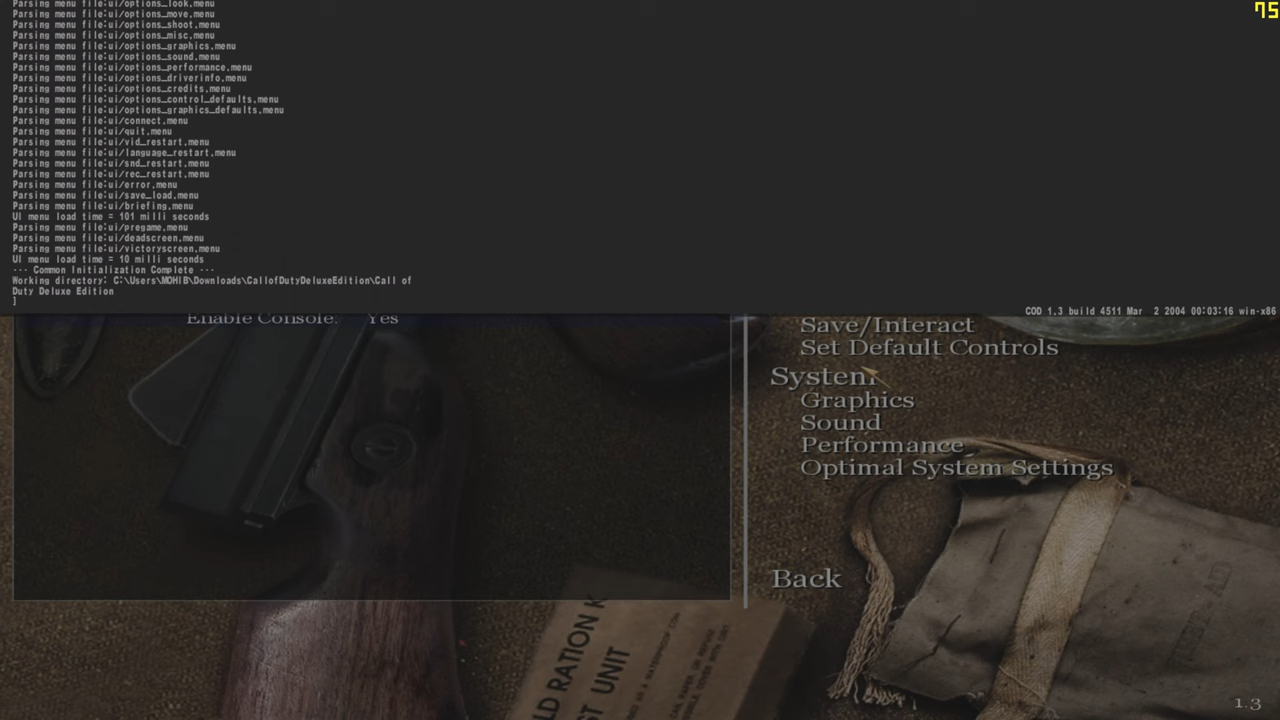 Parsing menu file:ui/options_look.menu
75
Parsing menu file:ui/options_move.menu
Parsing menu file:ui/options_shoot.menu
Parsing menu file:ui/options_misc.menu
Parsing menu file:ui/options_graphics.menu
Parsing menu file:ui/options_sound.menu
Parsing menu file:ui/options_performance.menu
Parsing menu file:ui/options_driverinfo.menu
Parsing menu file:ui/options_credits.menu
Parsing menu file:ui/options_control_defaults.menu
Parsing menu file:ui/options_graphics_defaults.menu
Parsing menu file:ui/connect.menu
Parsing menu file:ui/quit.menu
Parsing menu file:ui/vid_restart.menu
Parsing menu file:ui/language_restart.menu
Parsing menu file:ui/snd_restart.menu
Parsing menu file:ui/rec_restart.menu
Parsing menu file:ui/error.menu
Parsing menu file:ui/save_load.menu
Parsing menu file:ui/briefing.menu
UI menu load time = 101 milli seconds
Parsing menu file:ui/pregame.menu
Parsing menu file:ui/deadscreen.menu
Parsing menu file:ui/victoryscreen.menu
UI menu load time = 10 milli seconds
--- Common Initialization Complete ---
Working directory: C:\Users\MOHIB\Downloads\CallofDutyDeluxeEdition\Call of
Duty Deluxe Edition
]
COD 1.3 build 4511 Mar  2 2004 00:03:16 win-x86
Enable Console: Yes
Save/Interact
Set Default Controls
System
Graphics
Sound
Performance
Optimal System Settings
Back
RATION K
UNIT
1.3